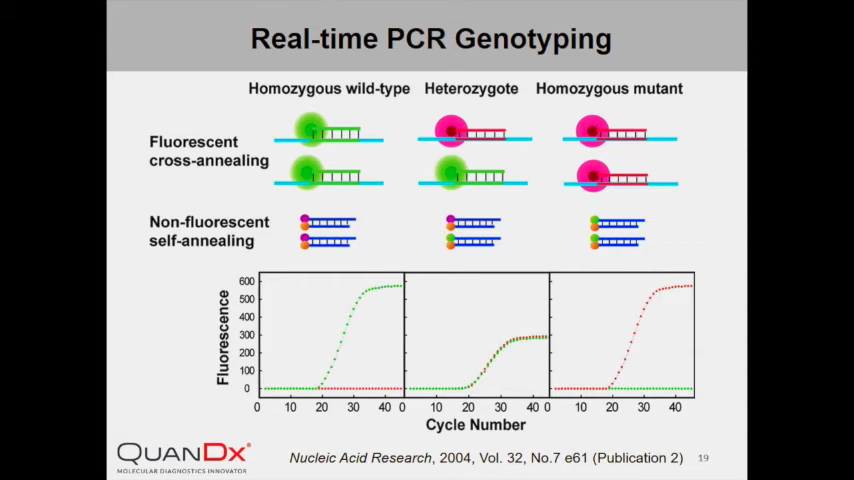 Real-time PCR Genotyping
Homozygous wild-type Heterozygote Homozygous mutant
Fluorescent
cross-annealing
Non-fluorescent
self-annealing
Fluorescence
600
500
400
300
200
100
0
0 10 20 30 40 0 10 20 30 40 0 10 20 30 40
Cycle Number
QUANDX
MOLECULAR DIAGNOSTICS INNOVATOR
Nucleic Acid Research, 2004, Vol. 32, No.7 e61 (Publication 2)
19